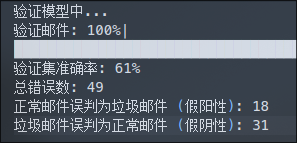 验证模型中...
验证邮件: 100%|
验证集准确率: 61%
总错误数: 49
正常邮件误判为垃圾邮件 (假阳性): 18
垃圾邮件误判为正常邮件 (假阴性): 31